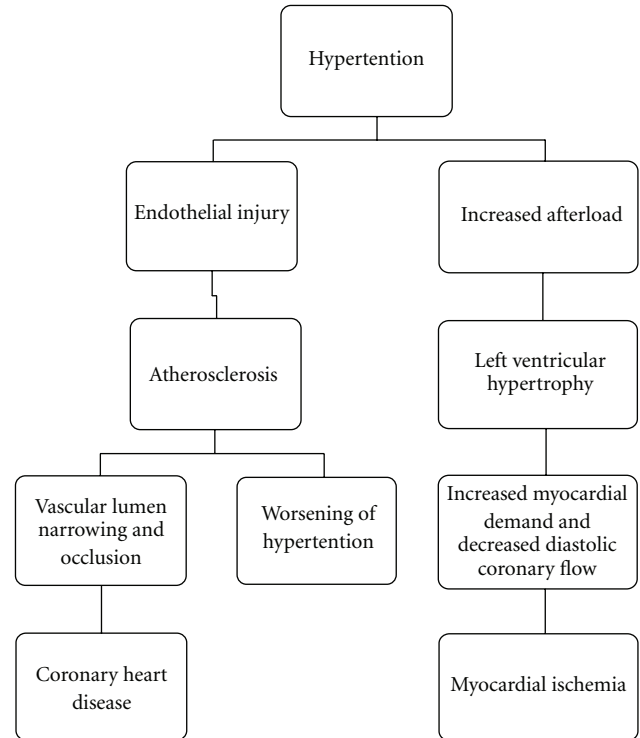 Hypertention
Endothelial injury
Increased afterload
Atherosclerosis
Left ventricular
hypertrophy
Vascular lumen
narrowing and
occlusion
Worsening of
hypertention
Increased myocardial
demand and
decreased diastolic
coronary flow
Coronary heart
disease
Myocardial ischemia